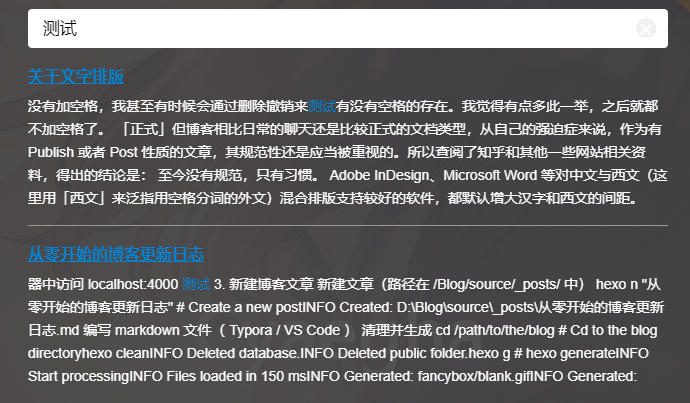 测试
关于文字排版
没有加空格，我甚至有时候会通过删除撤销来测试有没有空格的存在。我觉得有点多此一举，之后就都
不加空格了。 「正式」但博客相比日常的聊天还是比较正式的文档类型，从自己的强迫症来说，作为有
Publish 或者 Post 性质的文章，其规范性还是应当被重视的。所以查阅了知乎和其他一些网站相关资
料，得出的结论是： 至今没有规范，只有习惯。 Adobe InDesign、Microsoft Word 等对中文与西文（这
里用「西文」来泛指用空格分词的外文）混合排版支持较好的软件，都默认增大汉字和西文的间距。
从零开始的博客更新日志
器中访问 localhost:4000 测试 3. 新建博客文章 新建文章（路径在 /Blog/source/_posts/ 中） hexo n "从
零开始的博客更新日志" # Create a new postINFO Created: D:\Blog\source\_posts\从零开始的博客更新
日志.md 编写 markdown 文件（ Typora / VS Code ） 清理并生成 cd /path/to/the/blog # Cd to the blog
directoryhexo cleanINFO Deleted database.INFO Deleted public folder.hexo g # hexo generateINFO
Start processingINFO Files loaded in 150 msINFO Generated: fancybox/blank.gifINFO Generated: